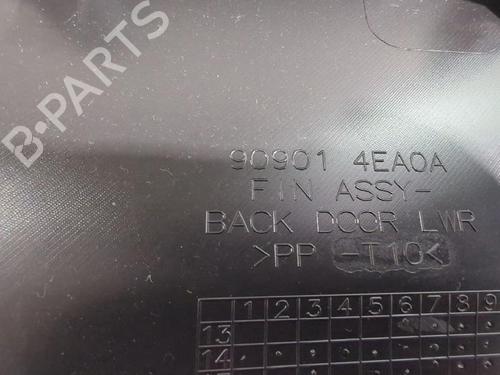 B-PARTS
90901 4EA0A
FIN ASSY-
BACK DOOR LWR
>PP -T10<
1 2 3 4 5 6 7 8 9
13
14
15